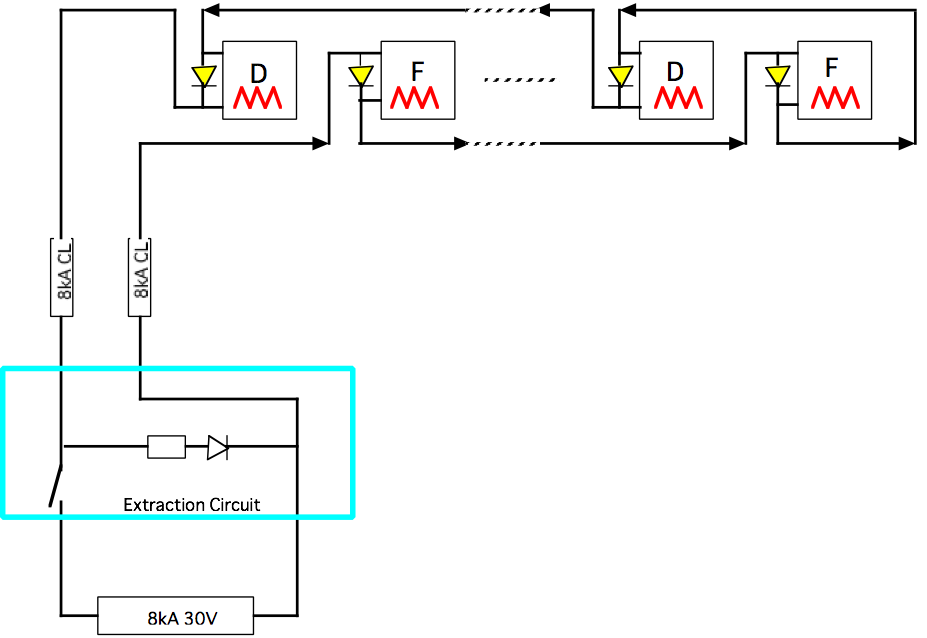 D
F
D
F
8kA CL
8kA CL
Extraction Circuit
8kA 30V